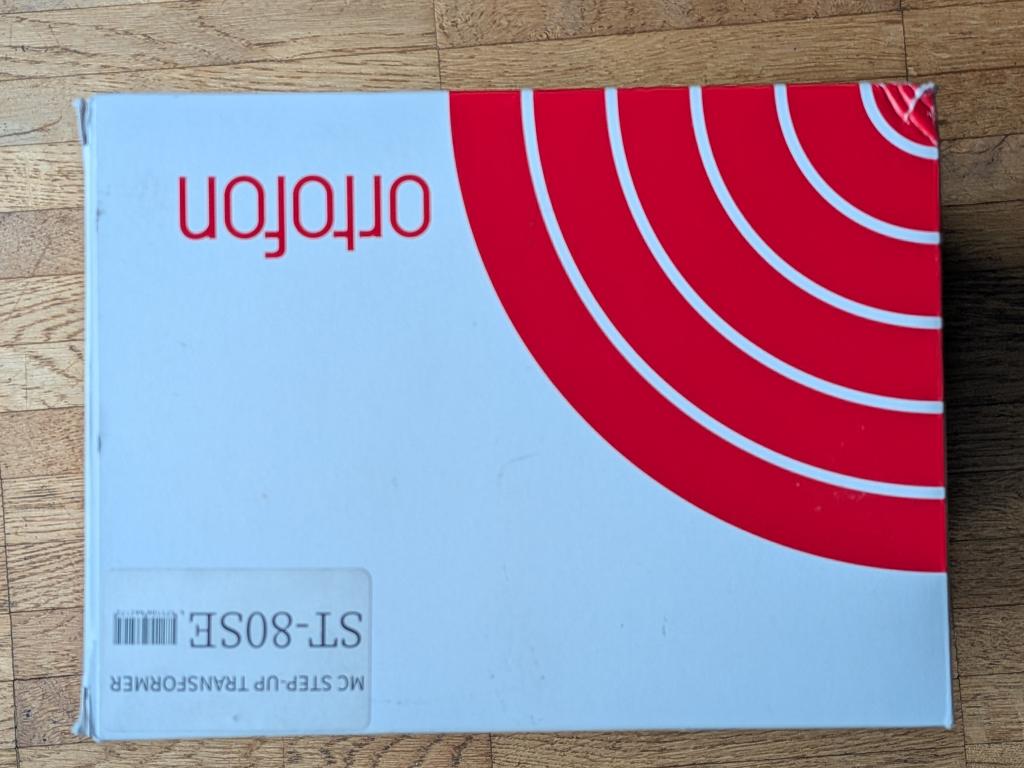 MC STEP-UP TRANSFORMER
ST-80SE
ortofon